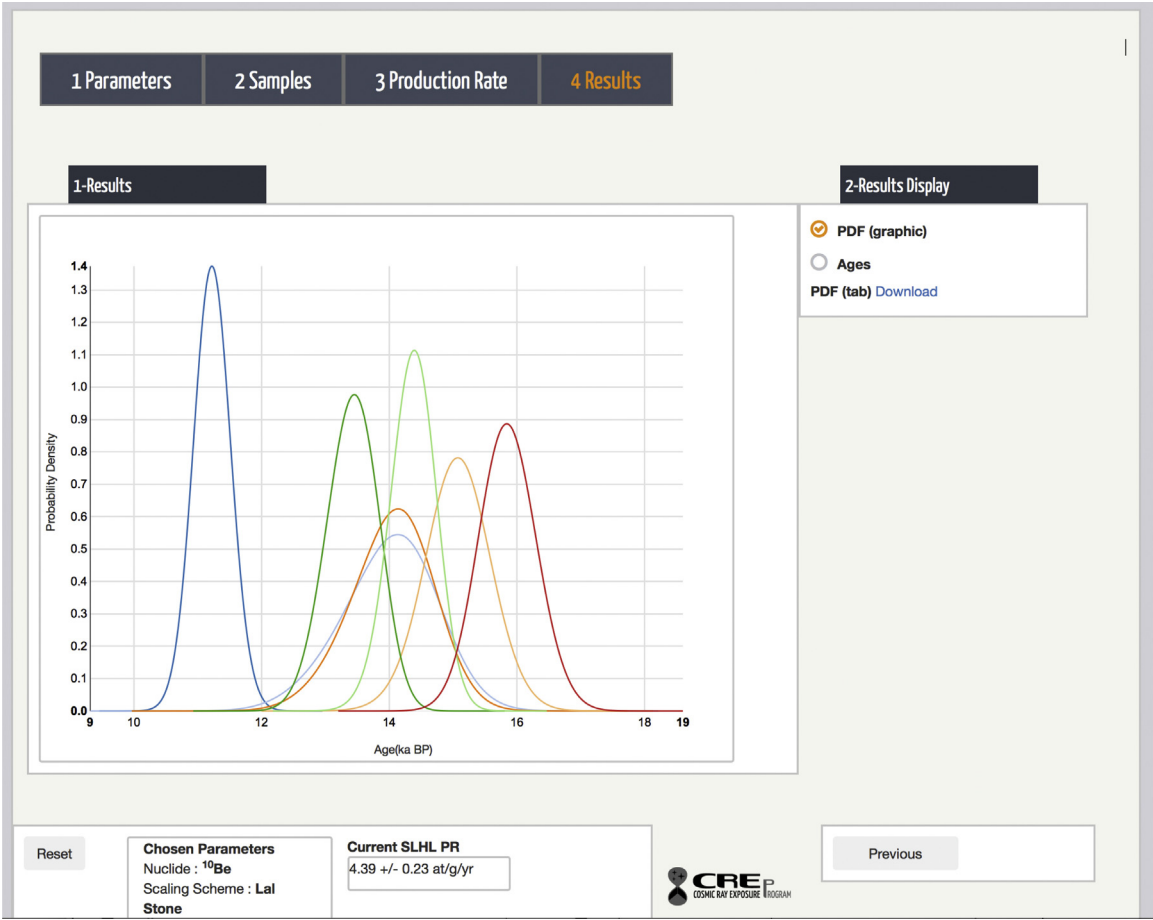 1 Parameters 2 Samples 3 Production Rate 4 Results
1-Results
2-Results Display
PDF (graphic)
Ages
PDF (tab) Download
1.4
1.3
1.2
1.1
1.0
0.9
0.8
0.7
0.6
0.5
0.4
0.3
0.2
0.1
0.0
Probability Density
9 10 12 14 16 18 19
Age(ka BP)
Reset
Chosen Parameters
Nuclide : ¹⁰Be
Scaling Scheme : Lal
Stone
Current SLHL PR
4.39 +/- 0.23 at/g/yr
CREP
COSMIC RAY EXPOSURE PROGRAM
Previous